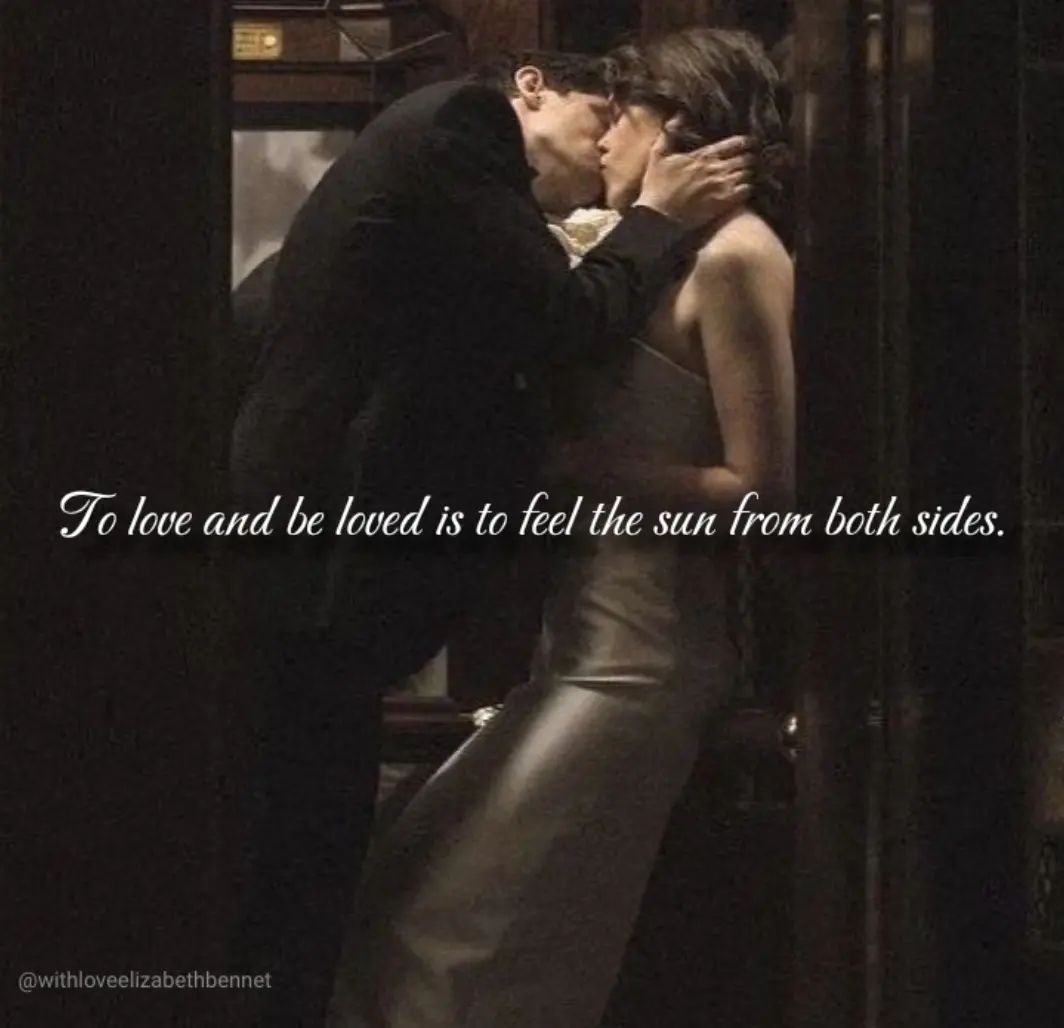 To love and be loved is to feel the sun from both sides.
@withloveelizabethbennet